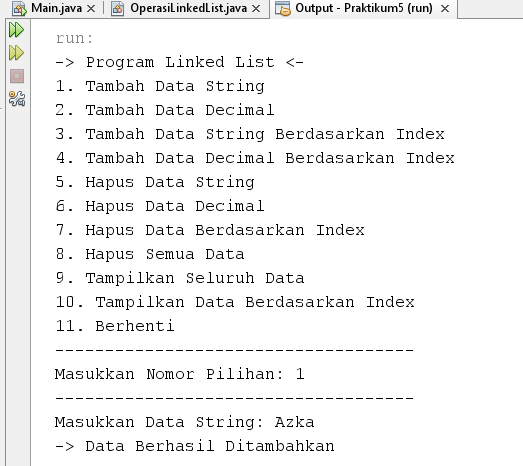 Main.java OperasiLinkedList.java Output - Praktikum5 (run)
run:
-> Program Linked List <-
1. Tambah Data String
2. Tambah Data Decimal
3. Tambah Data String Berdasarkan Index
4. Tambah Data Decimal Berdasarkan Index
5. Hapus Data String
6. Hapus Data Decimal
7. Hapus Data Berdasarkan Index
8. Hapus Semua Data
9. Tampilkan Seluruh Data
10. Tampilkan Data Berdasarkan Index
11. Berhenti
------------------------------------
Masukkan Nomor Pilihan: 1
------------------------------------
Masukkan Data String: Azka
-> Data Berhasil Ditambahkan